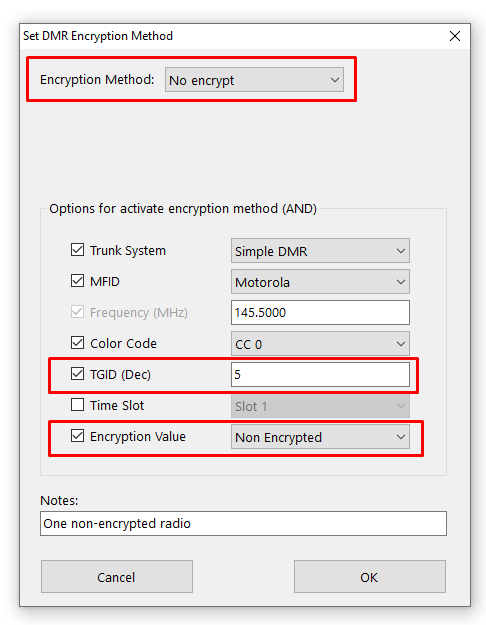 Set DMR Encryption Method
Encryption Method: No encrypt
Options for activate encryption method (AND)
Trunk System Simple DMR
MFID Motorola
Frequency (MHz) 145.5000
Color Code CC 0
TGID (Dec) 5
Time Slot Slot 1
Encryption Value Non Encrypted
Notes:
One non-encrypted radio
Cancel OK